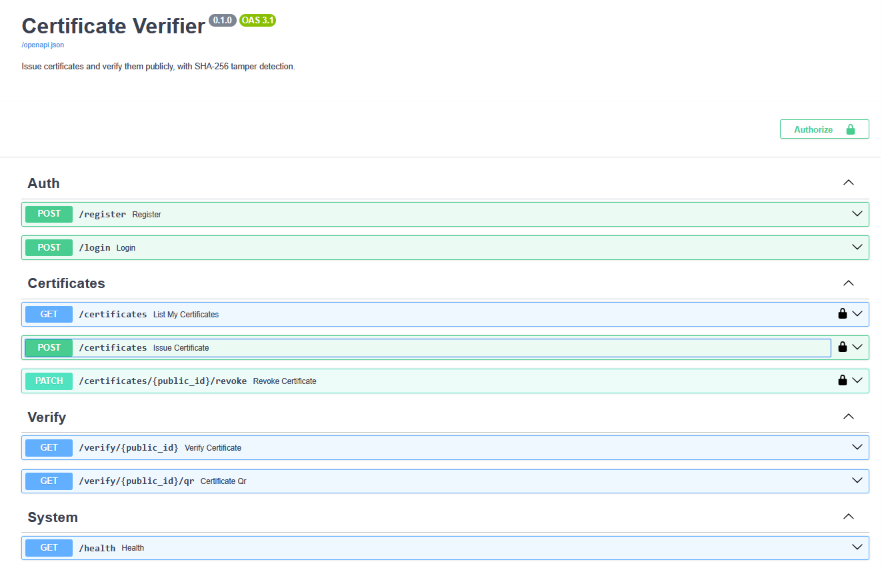 Certificate Verifier 0.1.0 OAS 3.1
/openapi.json
Issue certificates and verify them publicly, with SHA-256 tamper detection.
Authorize
Auth
POST /register Register
POST /login Login
Certificates
GET /certificates List My Certificates
POST /certificates Issue Certificate
PATCH /certificates/{public_id}/revoke Revoke Certificate
Verify
GET /verify/{public_id} Verify Certificate
GET /verify/{public_id}/qr Certificate Qr
System
GET /health Health